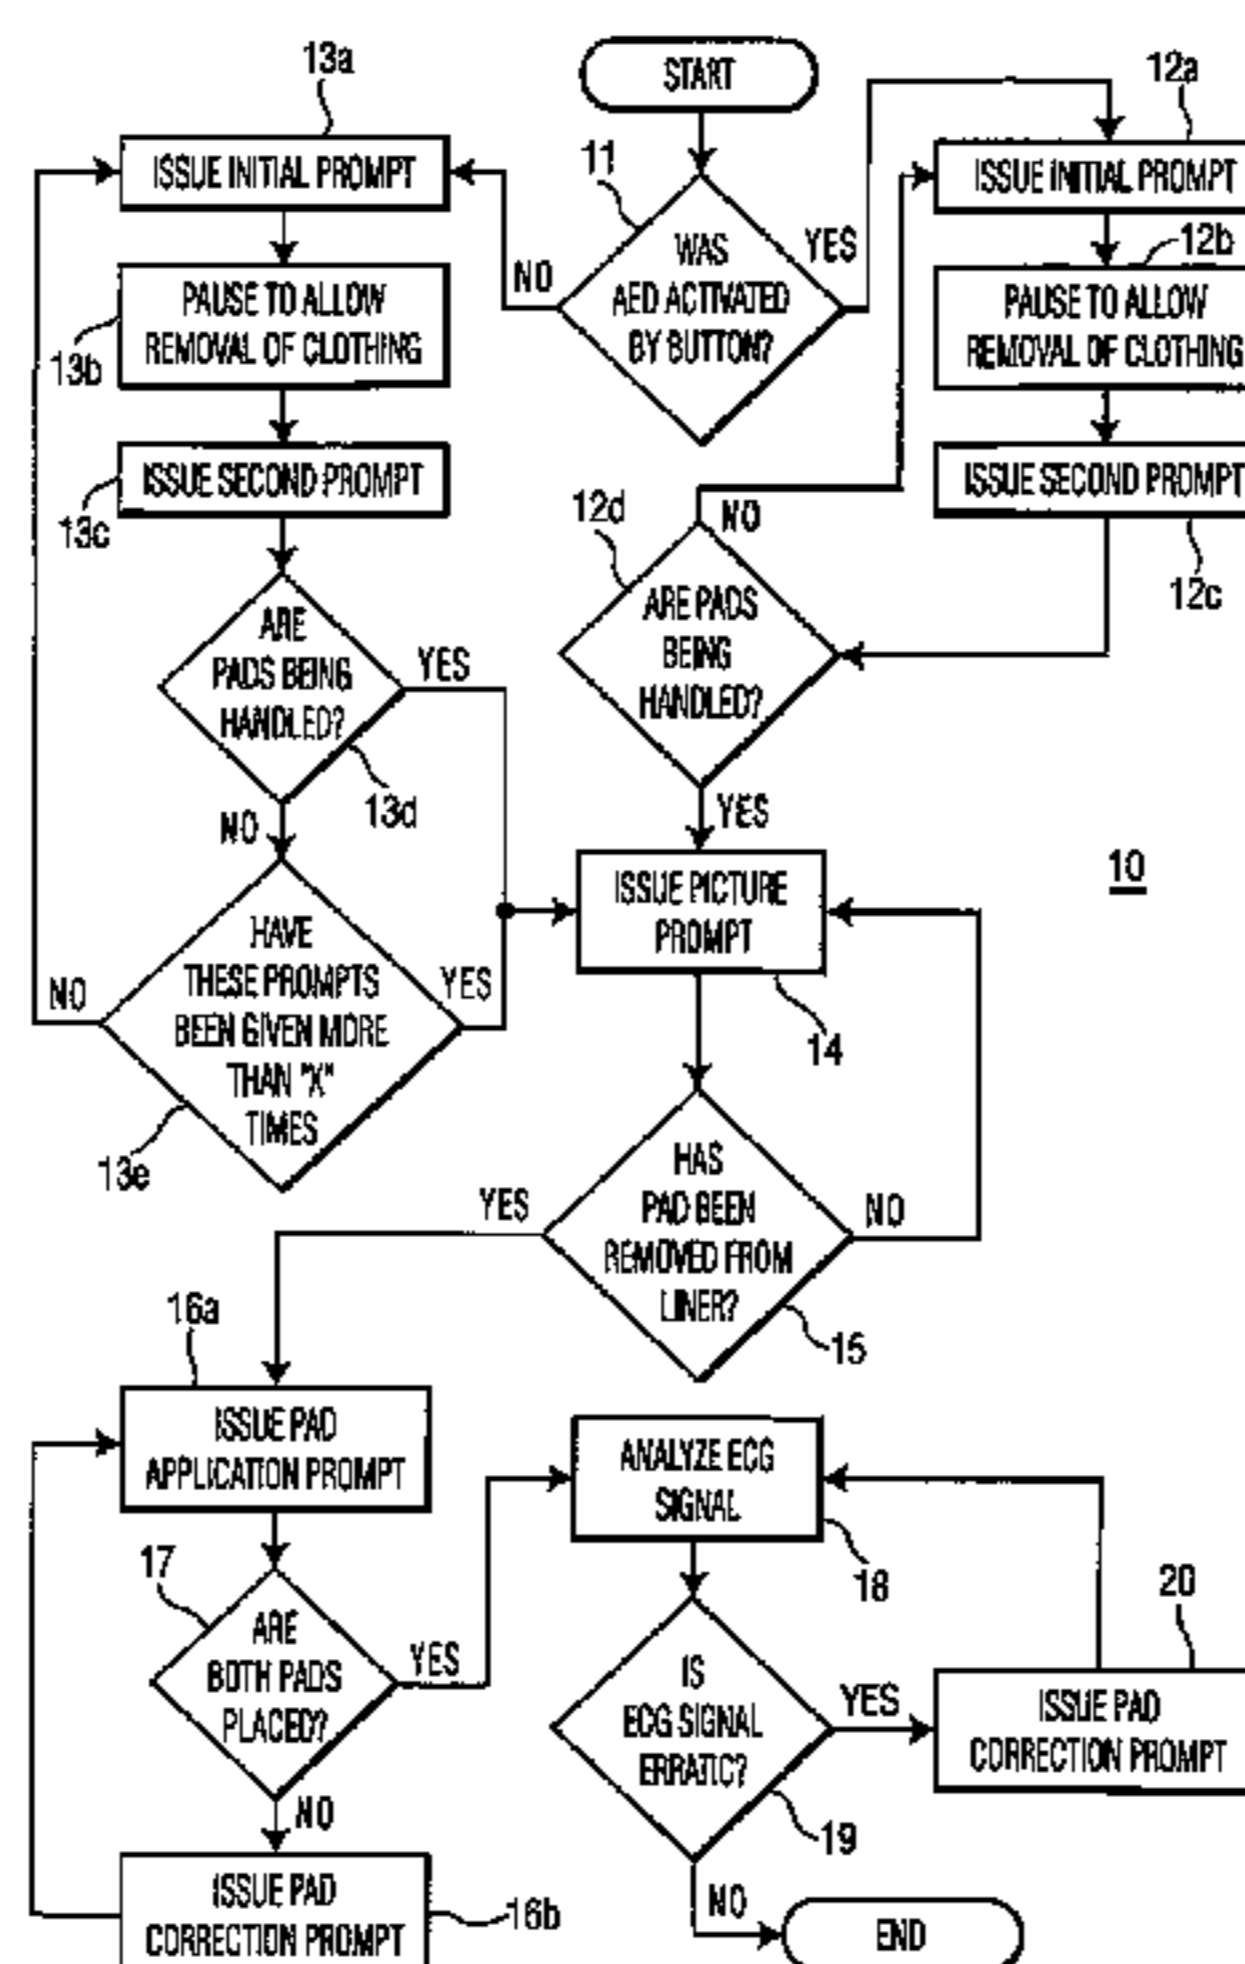 START
11
WAS
AED ACTIVATED
BY BUTTON?
YES
NO
13a
ISSUE INITIAL PROMPT
PAUSE TO ALLOW
REMOVAL OF CLOTHING
13b
ISSUE SECOND PROMPT
13c
ARE
PADS BEING
HANDLED?
YES
13d
NO
HAVE
THESE PROMPTS
BEEN GIVEN MORE
THAN "X"
TIMES
YES
NO
13e
12a
ISSUE INITIAL PROMPT
12b
PAUSE TO ALLOW
REMOVAL OF CLOTHING
ISSUE SECOND PROMPT
12c
12d
NO
ARE PADS
BEING
HANDLED?
YES
10
ISSUE PICTURE
PROMPT
14
HAS
PAD BEEN
REMOVED FROM
LINER?
YES
NO
15
16a
ISSUE PAD
APPLICATION PROMPT
17
ARE
BOTH PADS
PLACED?
YES
NO
ISSUE PAD
CORRECTION PROMPT
16b
ANALYZE ECG
SIGNAL
18
IS
ECG SIGNAL
ERRATIC?
YES
19
NO
20
ISSUE PAD
CORRECTION PROMPT
END